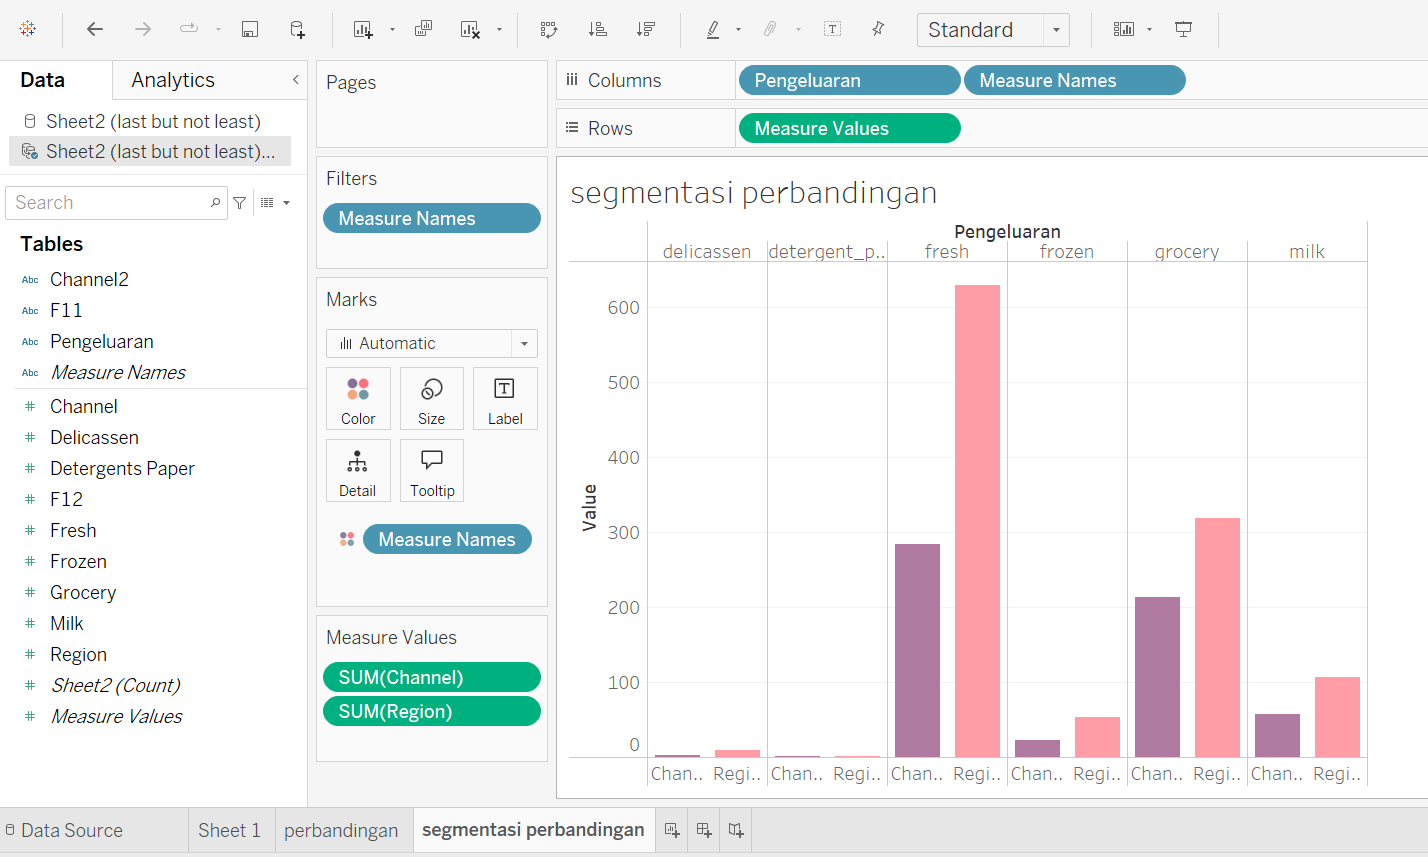 Standard
Data
Analytics
Sheet2 (last but not least)
Sheet2 (last but not least)...
Search
Tables
Abc Channel2
Abc F11
Abc Pengeluaran
Abc Measure Names
# Channel
# Delicassen
# Detergents Paper
# F12
# Fresh
# Frozen
# Grocery
# Milk
# Region
# Sheet2 (Count)
# Measure Values
Pages
Filters
Measure Names
Marks
Automatic
Color
Size
T
Label
Detail
Tooltip
Measure Names
Measure Values
SUM(Channel)
SUM(Region)
Columns
Pengeluaran
Measure Names
Rows
Measure Values
segmentasi perbandingan
Pengeluaran
delicassen detergent_p.. fresh frozen grocery milk
Value
600
500
400
300
200
100
0
Chan.. Regi.. Chan.. Regi.. Chan.. Regi.. Chan.. Regi.. Chan.. Regi.. Chan.. Regi..
Data Source
Sheet 1
perbandingan
segmentasi perbandingan